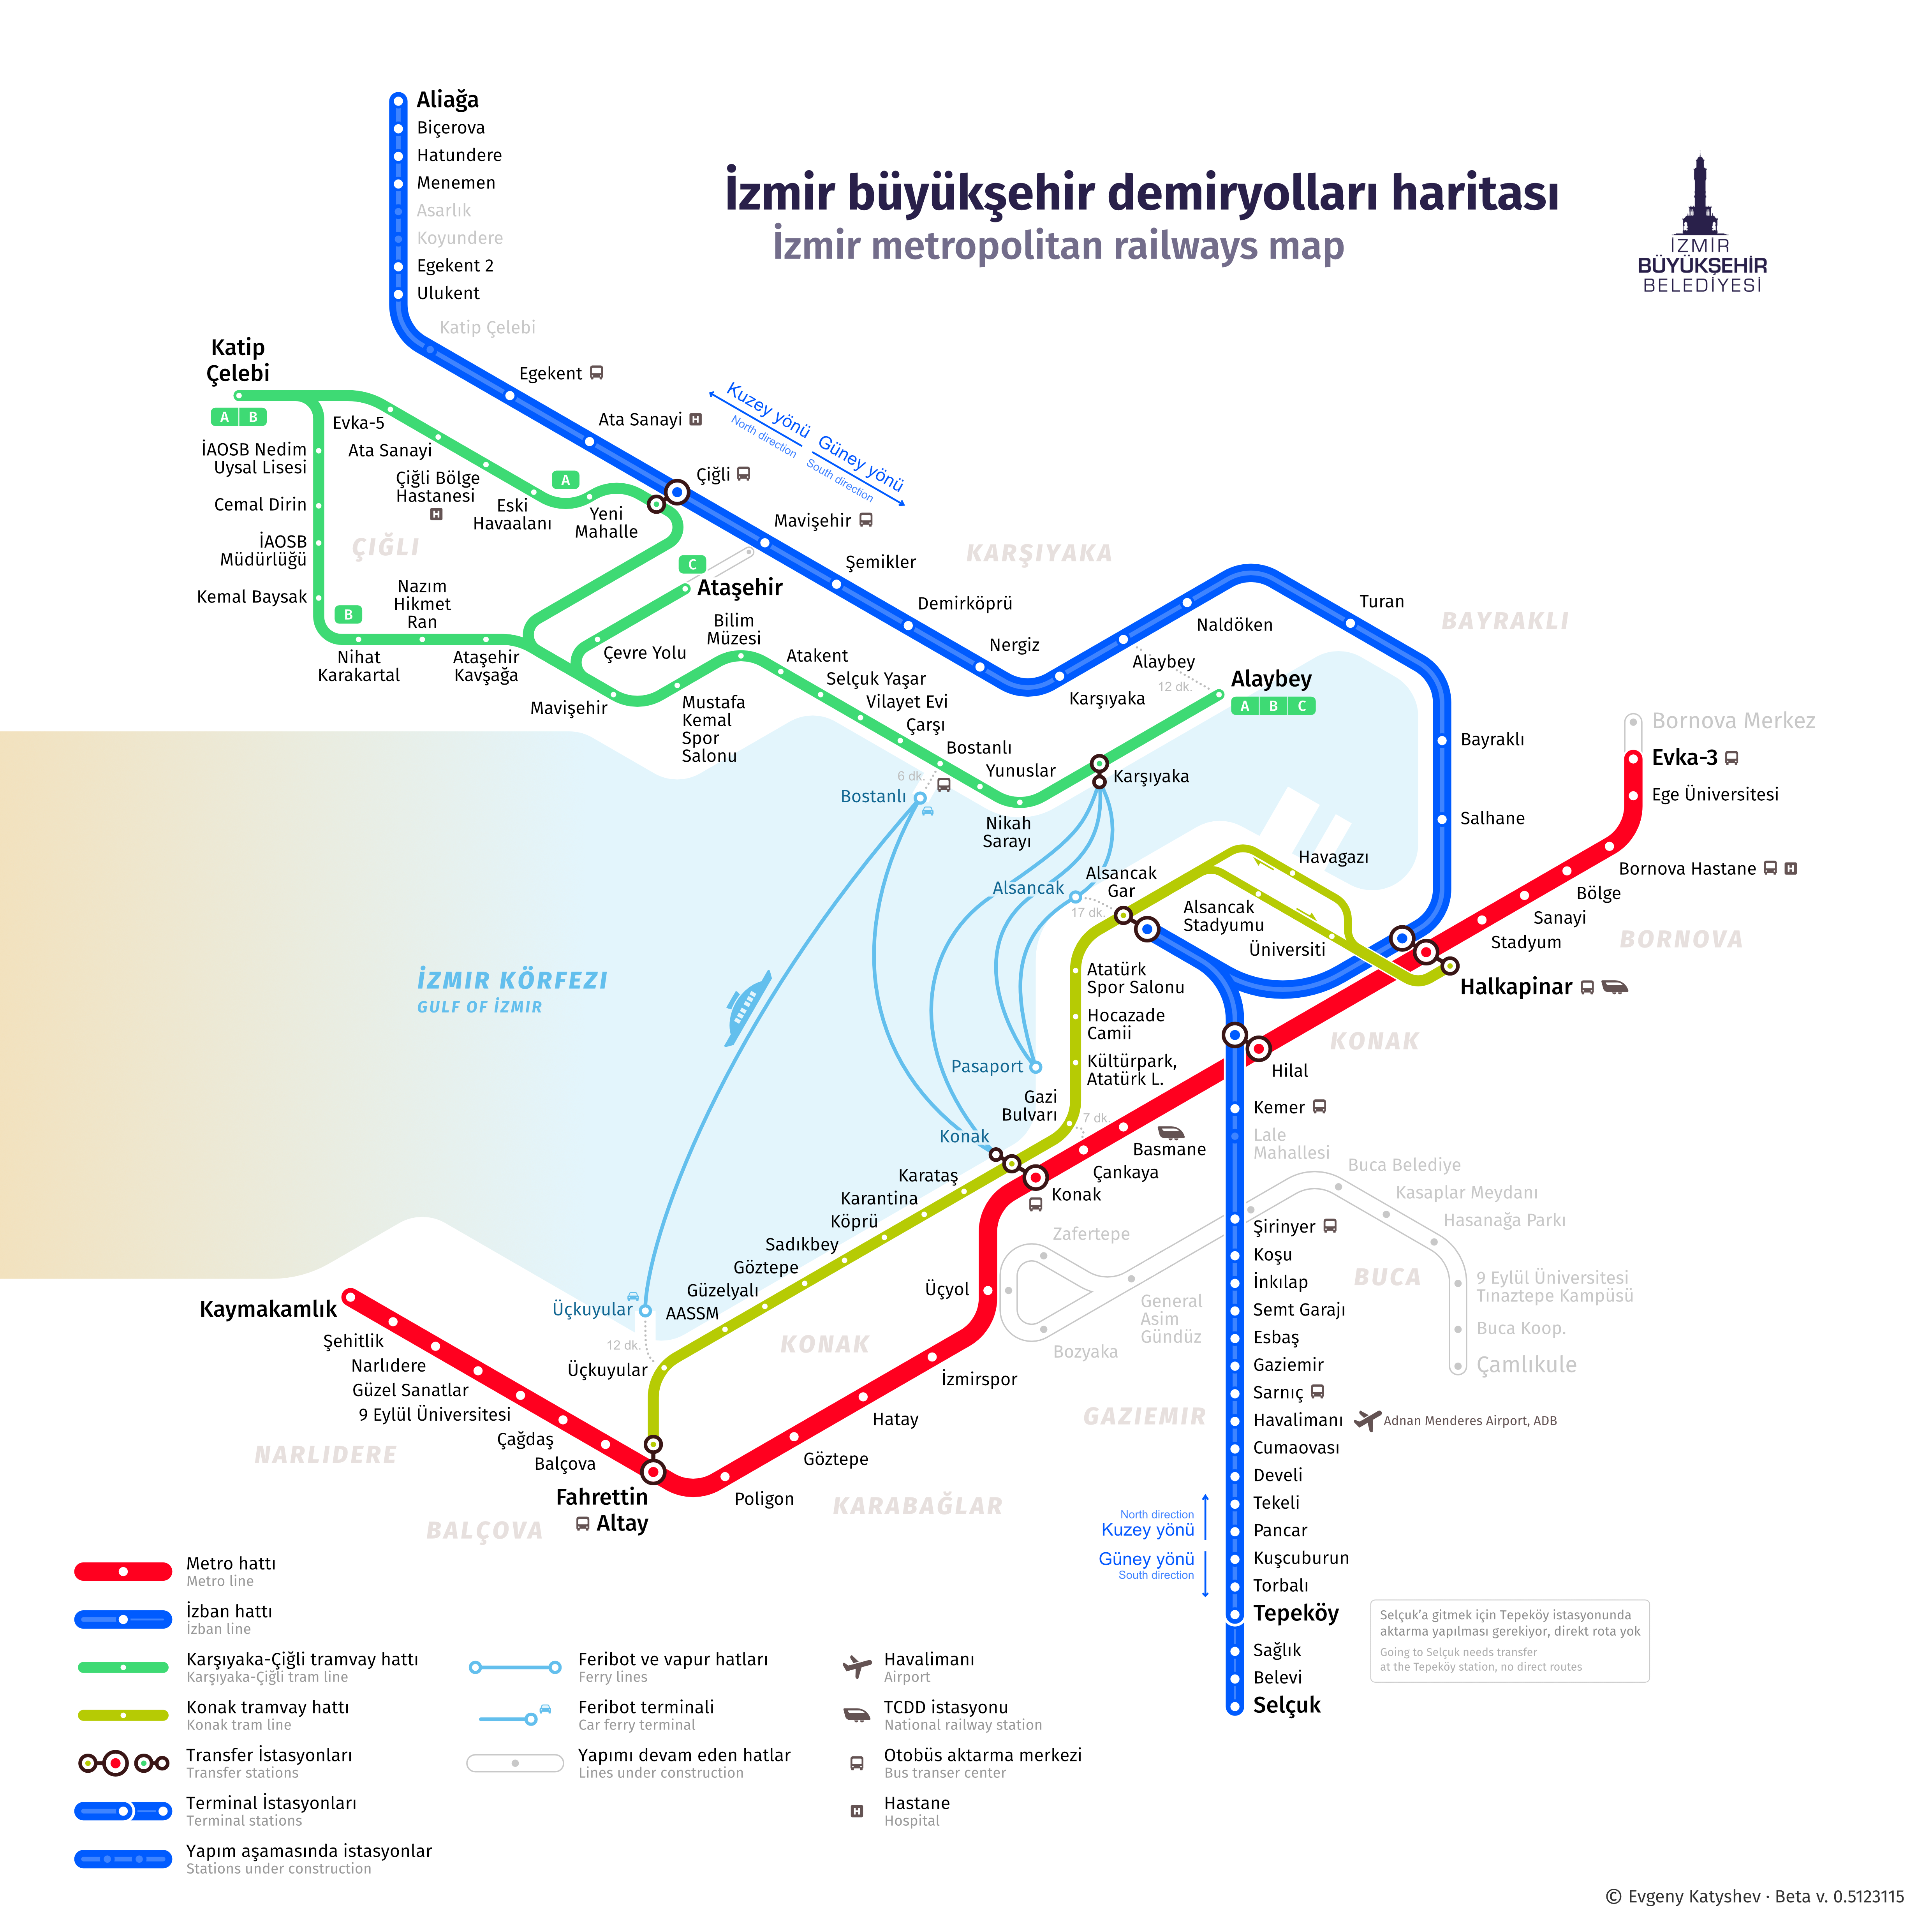 İzmir büyükşehir demiryolları haritası
İzmir metropolitan railways map
İZMİR
BÜYÜKŞEHİR
BELEDİYESİ
Aliağa
Biçerova
Hatundere
Menemen
Asarlık
Koyundere
Egekent 2
Ulukent
Katip Çelebi
Egekent
Ata Sanayi
H
Çiğli
Mavişehir
Şemikler
Demirköprü
Nergiz
Karşıyaka
Alaybey
12 dk.
Naldöken
Turan
Bayraklı
Salhane
Kuzey yönü
North direction
Güney yönü
South direction
Katip
Çelebi
A B
Evka-5
Ata Sanayi
Çiğli Bölge
Hastanesi
H
Eski
Havaalanı
A
Yeni
Mahalle
İAOSB Nedim
Uysal Lisesi
Cemal Dirin
İAOSB
Müdürlüğü
Kemal Baysak
B
Nihat
Karakartal
Nazım
Hikmet
Ran
Ataşehir
Kavşağa
C
Ataşehir
Çevre Yolu
Mavişehir
Bilim
Müzesi
Mustafa
Kemal
Spor
Salonu
Atakent
Selçuk Yaşar
Vilayet Evi
Çarşı
Bostanlı
Yunuslar
Nikah
Sarayı
Karşıyaka
Alaybey
A B C
ÇIĞLI
KARŞIYAKA
BAYRAKLI
BORNOVA
KONAK
BUCA
GAZIEMIR
KONAK
KARABAĞLAR
BALÇOVA
NARLIDERE
6 dk.
Bostanlı
Alsancak
17 dk.
Pasaport
Konak
Üçkuyular
12 dk.
İZMIR KÖRFEZI
GULF OF İZMIR
Bornova Merkez
Evka-3
Ege Üniversitesi
Bornova Hastane
H
Bölge
Sanayi
Stadyum
Halkapinar
Hilal
Basmane
Çankaya
Konak
Üçyol
İzmirspor
Hatay
Göztepe
Poligon
Fahrettin
Altay
Balçova
Çağdaş
9 Eylül Üniversitesi
Güzel Sanatlar
Narlıdere
Şehitlik
Kaymakamlık
Havagazı
Alsancak
Gar
Alsancak
Stadyumu
Üniversiti
Atatürk
Spor Salonu
Hocazade
Camii
Kültürpark,
Atatürk L.
Gazi
Bulvarı
7 dk.
Karataş
Karantina
Köprü
Sadıkbey
Göztepe
Güzelyalı
AASSM
Üçkuyular
Kemer
Lale
Mahallesi
Şirinyer
Koşu
İnkılap
Semt Garajı
Esbaş
Gaziemir
Sarnıç
Havalimanı
Adnan Menderes Airport, ADB
Cumaovası
Develi
Tekeli
Pancar
Kuşcuburun
Torbalı
Tepeköy
Sağlık
Belevi
Selçuk
North direction
Kuzey yönü
Güney yönü
South direction
Zafertepe
Bozyaka
General
Asim
Gündüz
Buca Belediye
Kasaplar Meydanı
Hasanağa Parkı
9 Eylül Üniversitesi
Tınaztepe Kampüsü
Buca Koop.
Çamlıkule
Selçuk’a gitmek için Tepeköy istasyonunda
aktarma yapılması gerekiyor, direkt rota yok
Going to Selçuk needs transfer
at the Tepeköy station, no direct routes
Metro hattı
Metro line
İzban hattı
İzban line
Karşıyaka-Çiğli tramvay hattı
Karşıyaka-Çiğli tram line
Konak tramvay hattı
Konak tram line
Transfer İstasyonları
Transfer stations
Terminal İstasyonları
Terminal stations
Yapım aşamasında istasyonlar
Stations under construction
Feribot ve vapur hatları
Ferry lines
Feribot terminali
Car ferry terminal
Yapımı devam eden hatlar
Lines under construction
Havalimanı
Airport
TCDD istasyonu
National railway station
Otobüs aktarma merkezi
Bus transer center
H
Hastane
Hospital
© Evgeny Katyshev · Beta v. 0.5123115